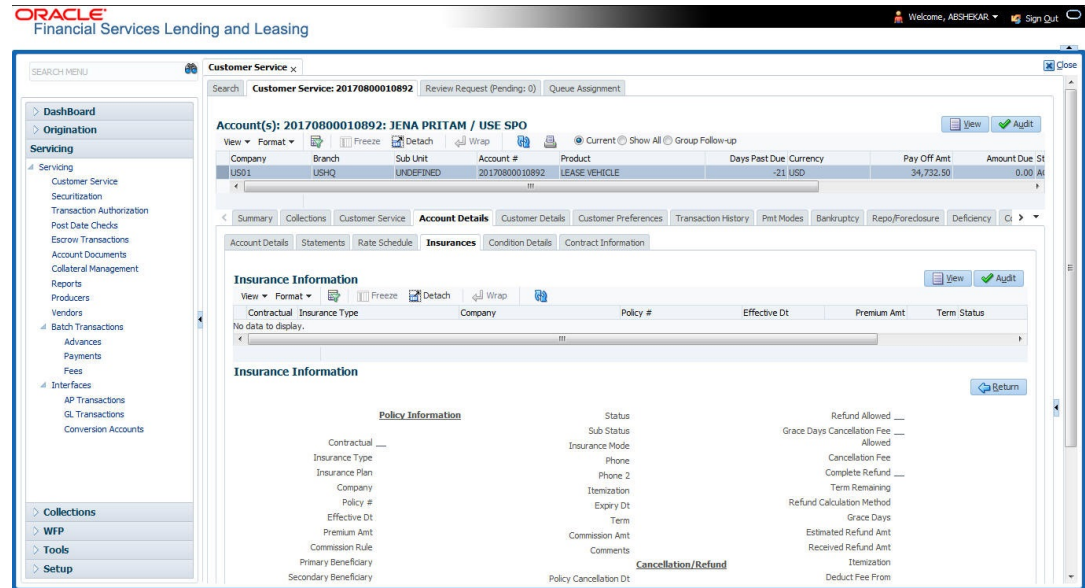 ORACLE
Financial Services Lending and Leasing
Welcome, ABSHEKAR
Sign Out
SEARCH MENU
DashBoard
Origination
Servicing
Servicing
Customer Service
Securitization
Transaction Authorization
Post Date Checks
Escrow Transactions
Account Documents
Collateral Management
Reports
Producers
Vendors
Batch Transactions
Advances
Payments
Fees
Interfaces
AP Transactions
GL Transactions
Conversion Accounts
Collections
WFP
Tools
Setup
Customer Service x
Close
Search Customer Service: 20170800010892 Review Request (Pending: 0) Queue Assignment
Account(s): 20170800010892: JENA PRITAM / USE SPO
View Audit
View Format Freeze Detach Wrap Current Show All Group Follow-up
Company Branch Sub Unit Account # Product Days Past Due Currency Pay Off Amt Amount Due St
US01 USHQ UNDEFINED 20170800010892 LEASE VEHICLE -21 USD 34,732.50 0.00
Summary Collections Customer Service Account Details Customer Details Customer Preferences Transaction History Pmt Modes Bankruptcy Repo/Foreclosure Deficiency
Account Details Statements Rate Schedule Insurances Condition Details Contract Information
Insurance Information
View Audit
View Format Freeze Detach Wrap
Contractual Insurance Type Company Policy # Effective Dt Premium Amt Term Status
No data to display.
Insurance Information
Return
Policy Information
Contractual
Insurance Type
Insurance Plan
Company
Policy #
Effective Dt
Premium Amt
Commission Rule
Primary Beneficiary
Secondary Beneficiary
Status
Sub Status
Insurance Mode
Phone
Phone 2
Itemization
Expiry Dt
Term
Commission Amt
Comments
Cancellation/Refund
Policy Cancellation Dt
Refund Allowed
Grace Days Cancellation Fee
Allowed
Cancellation Fee
Complete Refund
Term Remaining
Refund Calculation Method
Grace Days
Estimated Refund Amt
Received Refund Amt
Itemization
Deduct Fee From